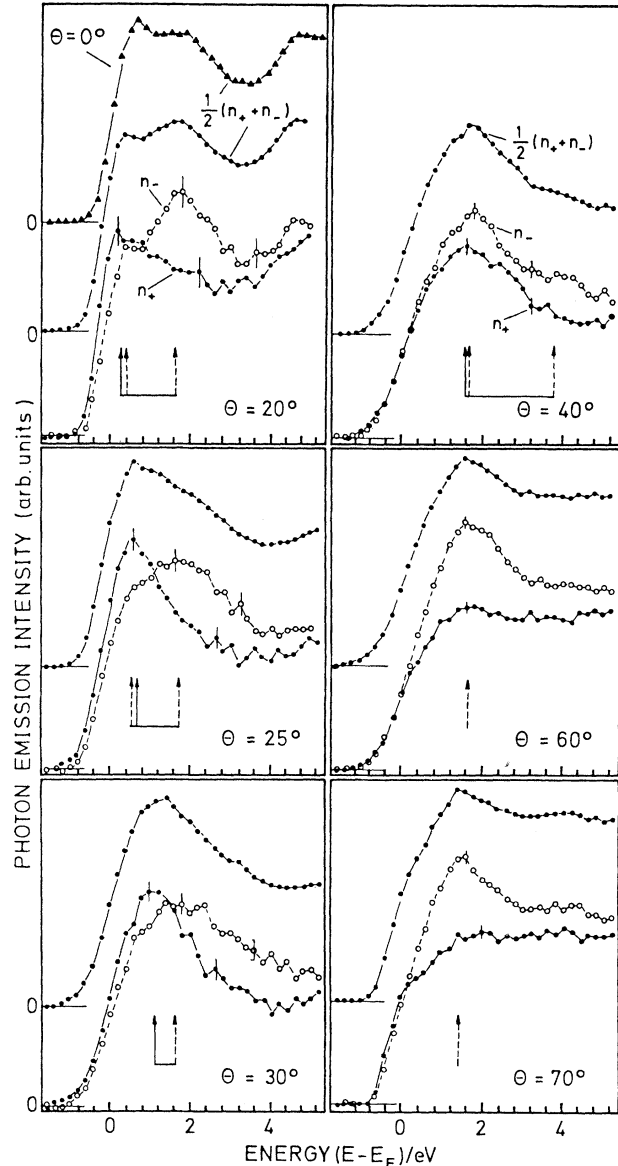 Θ=0°
½(n₊+n₋)
n₋
n₊
0
0
0
Θ = 20°
½(n₊+n₋)
n₋
n₊
Θ = 40°
Θ = 25°
Θ = 60°
0
0
Θ = 30°
Θ = 70°
0 2 4
0 2 4
PHOTON EMISSION INTENSITY (arb. units)
ENERGY (E-E_F)/eV